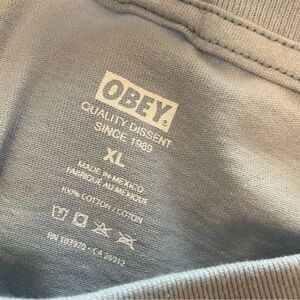 OBEY.
QUALITY DISSENT
SINCE 1989
XL
MADE IN MEXICO
FABRIQUÉ AU MEXIQUE
100% COTTON / COTON